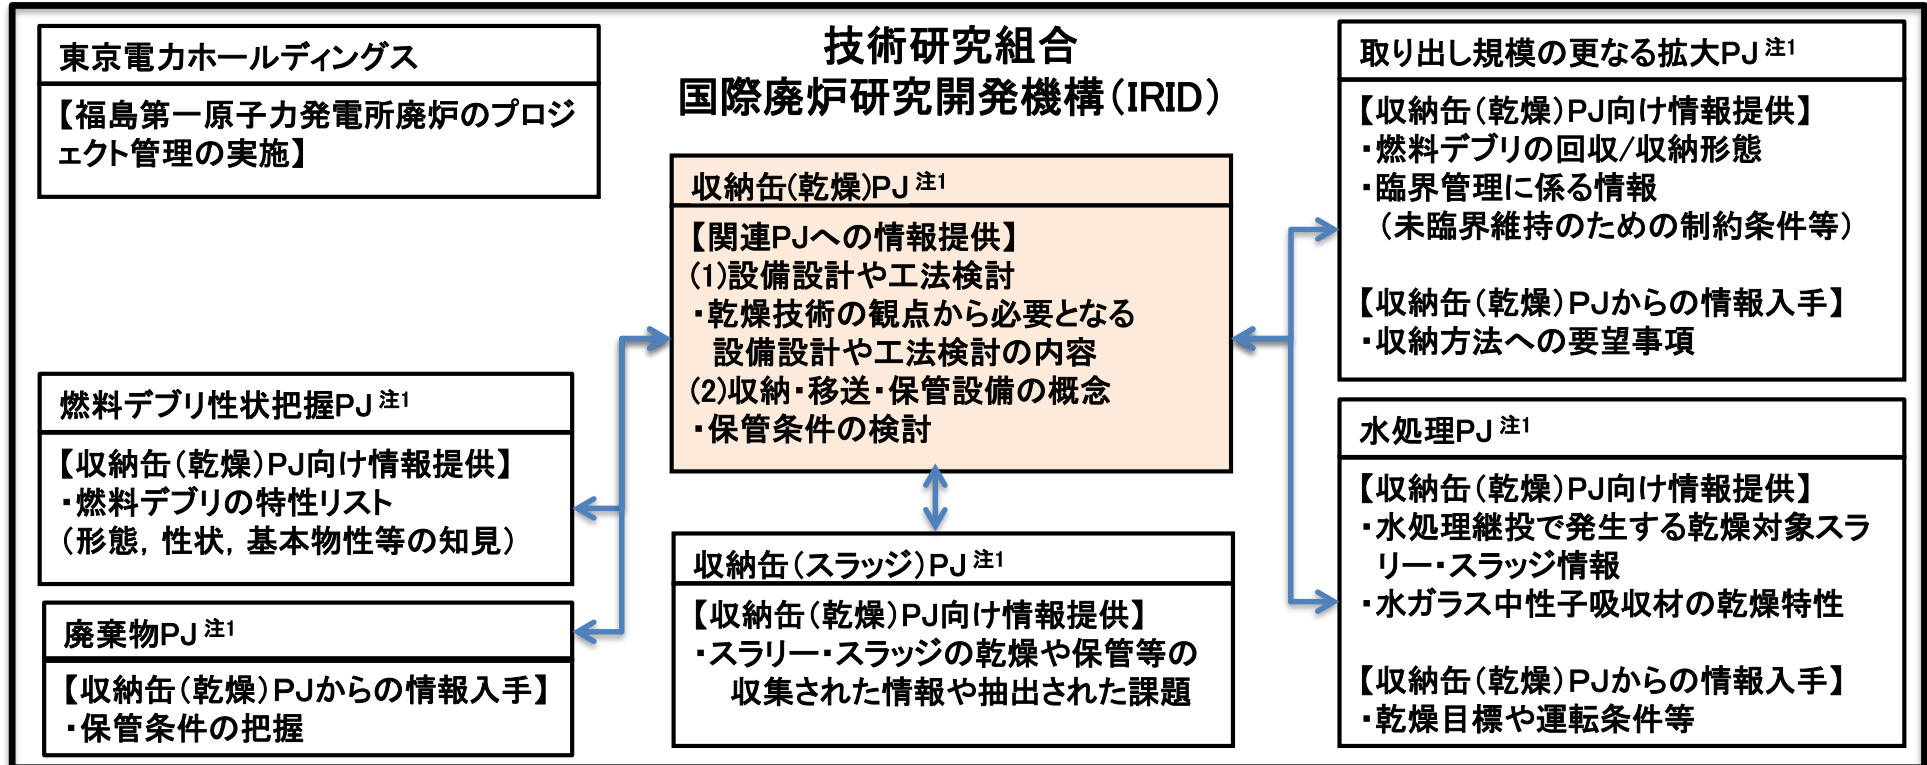 東京電力ホールディングス
【福島第一原子力発電所廃炉のプロジ
ェクト管理の実施】
技術研究組合
国際廃炉研究開発機構(IRID)
収納缶(乾燥)PJ 注1
【関連PJへの情報提供】
(1)設備設計や工法検討
・乾燥技術の観点から必要となる
設備設計や工法検討の内容
(2)収納・移送・保管設備の概念
・保管条件の検討
取り出し規模の更なる拡大PJ 注1
【収納缶(乾燥)PJ向け情報提供】
・燃料デブリの回収/収納形態
・臨界管理に係る情報
(未臨界維持のための制約条件等)
【収納缶(乾燥)PJからの情報入手】
・収納方法への要望事項
燃料デブリ性状把握PJ 注1
【収納缶(乾燥)PJ向け情報提供】
・燃料デブリの特性リスト
(形態, 性状, 基本物性等の知見)
廃棄物PJ 注1
【収納缶(乾燥)PJからの情報入手】
・保管条件の把握
収納缶(スラッジ)PJ 注1
【収納缶(乾燥)PJ向け情報提供】
・スラリー・スラッジの乾燥や保管等の
収集された情報や抽出された課題
水処理PJ 注1
【収納缶(乾燥)PJ向け情報提供】
・水処理継投で発生する乾燥対象スラ
リー・スラッジ情報
・水ガラス中性子吸収材の乾燥特性
【収納缶(乾燥)PJからの情報入手】
・乾燥目標や運転条件等